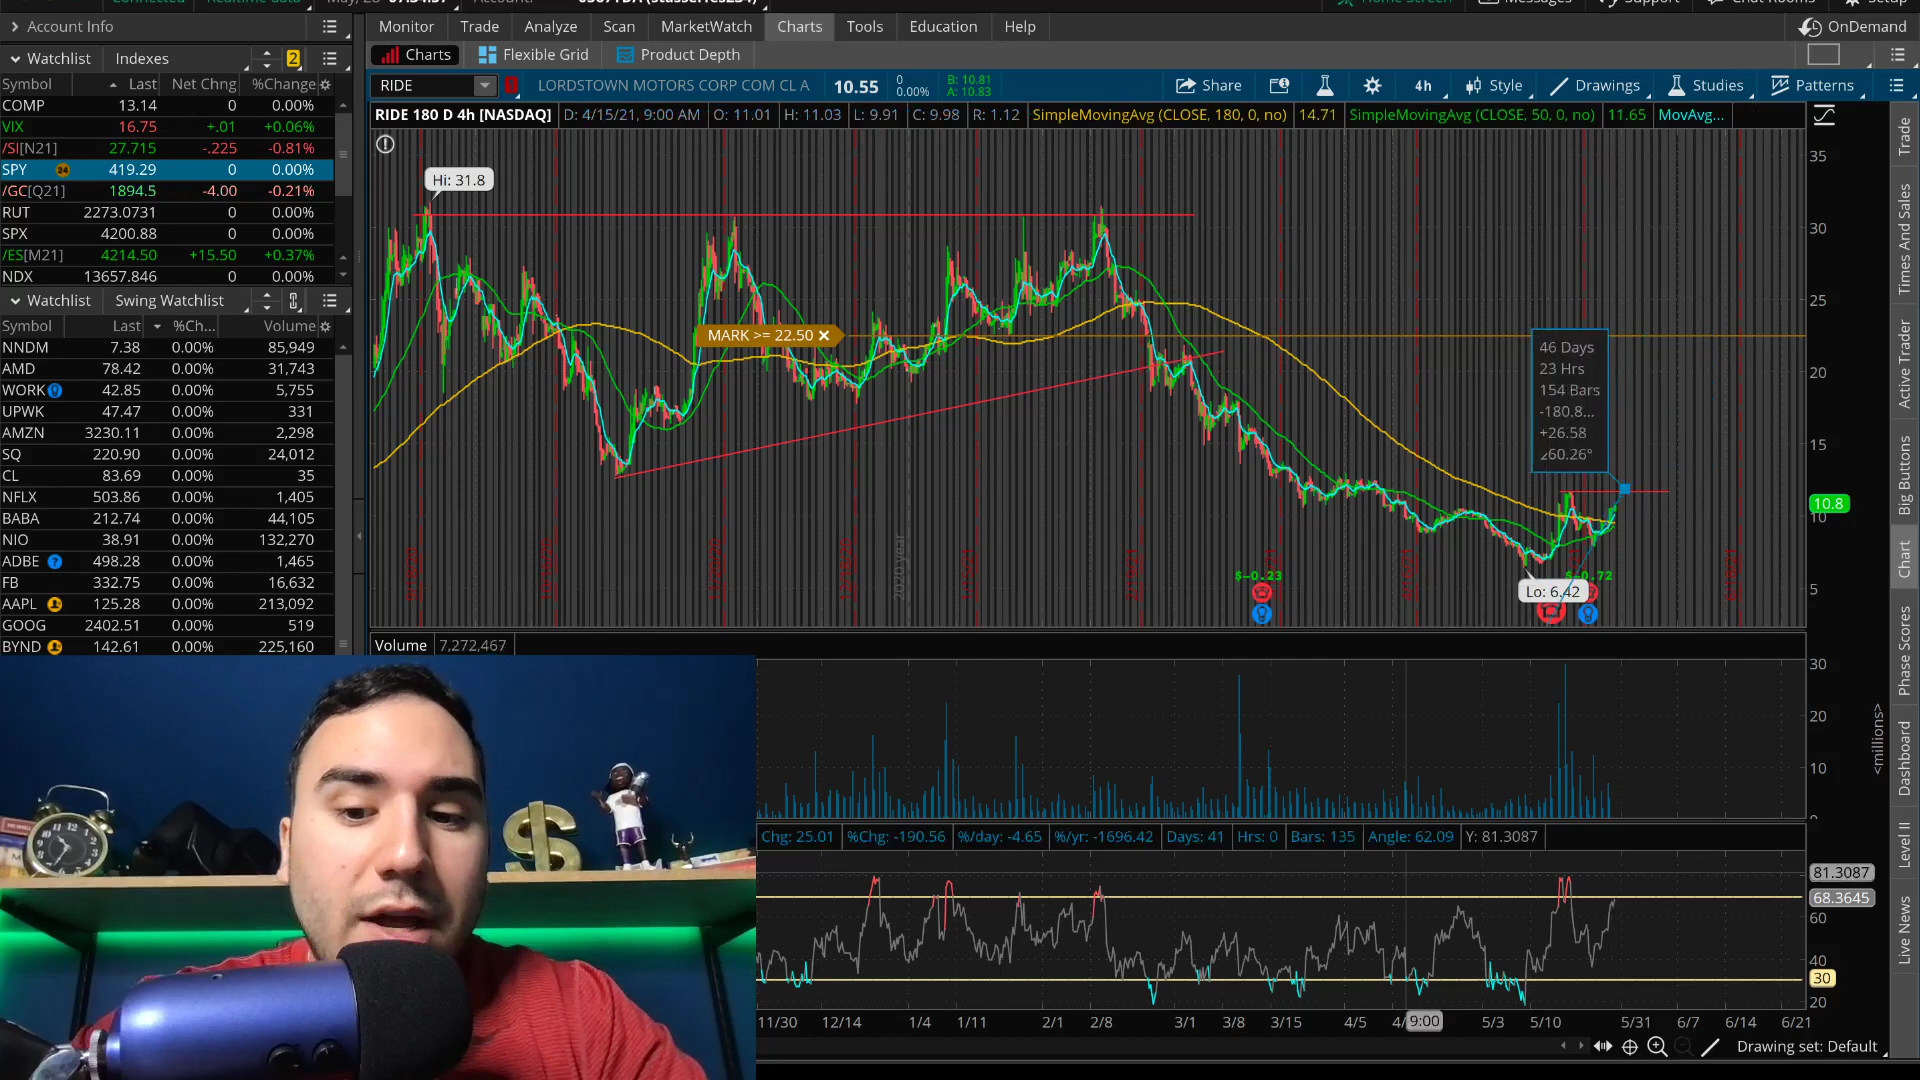 Account Info
Monitor Trade Analyze Scan MarketWatch Charts Tools Education Help
OnDemand
Watchlist Indexes 2
Charts Flexible Grid Product Depth
Symbol Last Net Chng %Change
COMP 13.14 0 0.00%
VIX 16.75 +.01 +0.06%
/SI[N21] 27.715 -.225 -0.81%
SPY 24 419.29 0 0.00%
/GC[Q21] 1894.5 -4.00 -0.21%
RUT 2273.0731 0 0.00%
SPX 4200.88 0 0.00%
/ES[M21] 4214.50 +15.50 +0.37%
NDX 13657.846 0 0.00%
Watchlist Swing Watchlist
Symbol Last %Ch... Volume
NNDM 7.38 0.00% 85,949
AMD 78.42 0.00% 31,743
WORK 42.85 0.00% 5,755
UPWK 47.47 0.00% 331
AMZN 3230.11 0.00% 2,298
SQ 220.90 0.00% 24,012
CL 83.69 0.00% 35
NFLX 503.86 0.00% 1,405
BABA 212.74 0.00% 44,105
NIO 38.91 0.00% 132,270
ADBE ? 498.28 0.00% 1,465
FB 332.75 0.00% 16,632
AAPL 125.28 0.00% 213,092
GOOG 2402.51 0.00% 519
BYND 142.61 0.00% 225,160
RIDE LORDSTOWN MOTORS CORP COM CL A 10.55 0 0.00% B: 10.81 A: 10.83
Share 4h Style Drawings Studies Patterns
RIDE 180 D 4h [NASDAQ] D: 4/15/21, 9:00 AM O: 11.01 H: 11.03 L: 9.91 C: 9.98 R: 1.12 SimpleMovingAvg (CLOSE, 180, 0, no) 14.71 SimpleMovingAvg (CLOSE, 50, 0, no) 11.65 MovAvg...
Hi: 31.8
MARK >= 22.50
46 Days
23 Hrs
154 Bars
-180.8...
+26.58
∠60.26°
2020 year
$-0.23
$-0.72
Lo: 6.42
35
30
25
20
15
10.8
10
5
Volume 7,272,467
30
20
10
<millions>
Chg: 25.01 %Chg: -190.56 %/day: -4.65 %/yr: -1696.42 Days: 41 Hrs: 0 Bars: 135 Angle: 62.09 Y: 81.3087
81.3087
68.3645
60
40
30
20
11/30 12/14 1/4 1/11 2/1 2/8 3/1 3/8 3/15 4/5 4/ 9:00 5/3 5/10 5/31 6/7 6/14 6/21
Drawing set: Default
Trade
Times And Sales
Active Trader
Big Buttons
Chart
Phase Scores
Dashboard
Level II
Live News